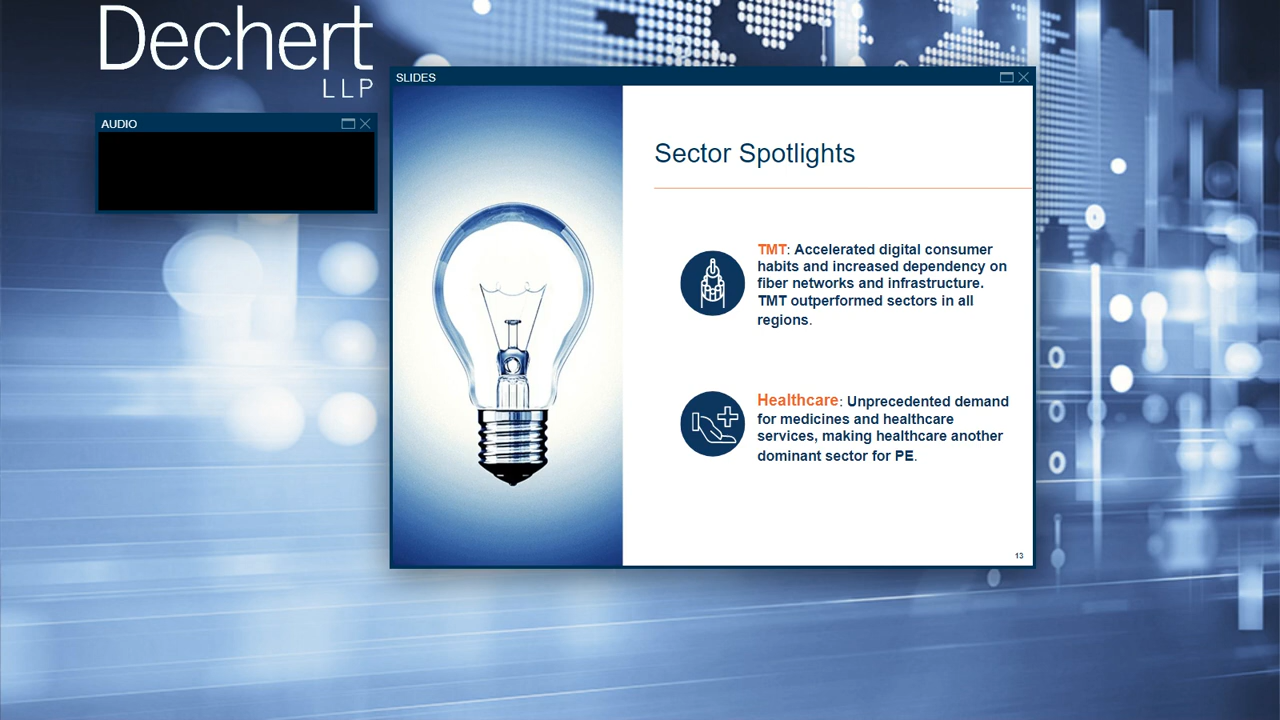 Dechert
LLP
SLIDES
AUDIO
Sector Spotlights
TMT: Accelerated digital consumer
habits and increased dependency on
fiber networks and infrastructure.
TMT outperformed sectors in all
regions.
Healthcare: Unprecedented demand
for medicines and healthcare
services, making healthcare another
dominant sector for PE.
13